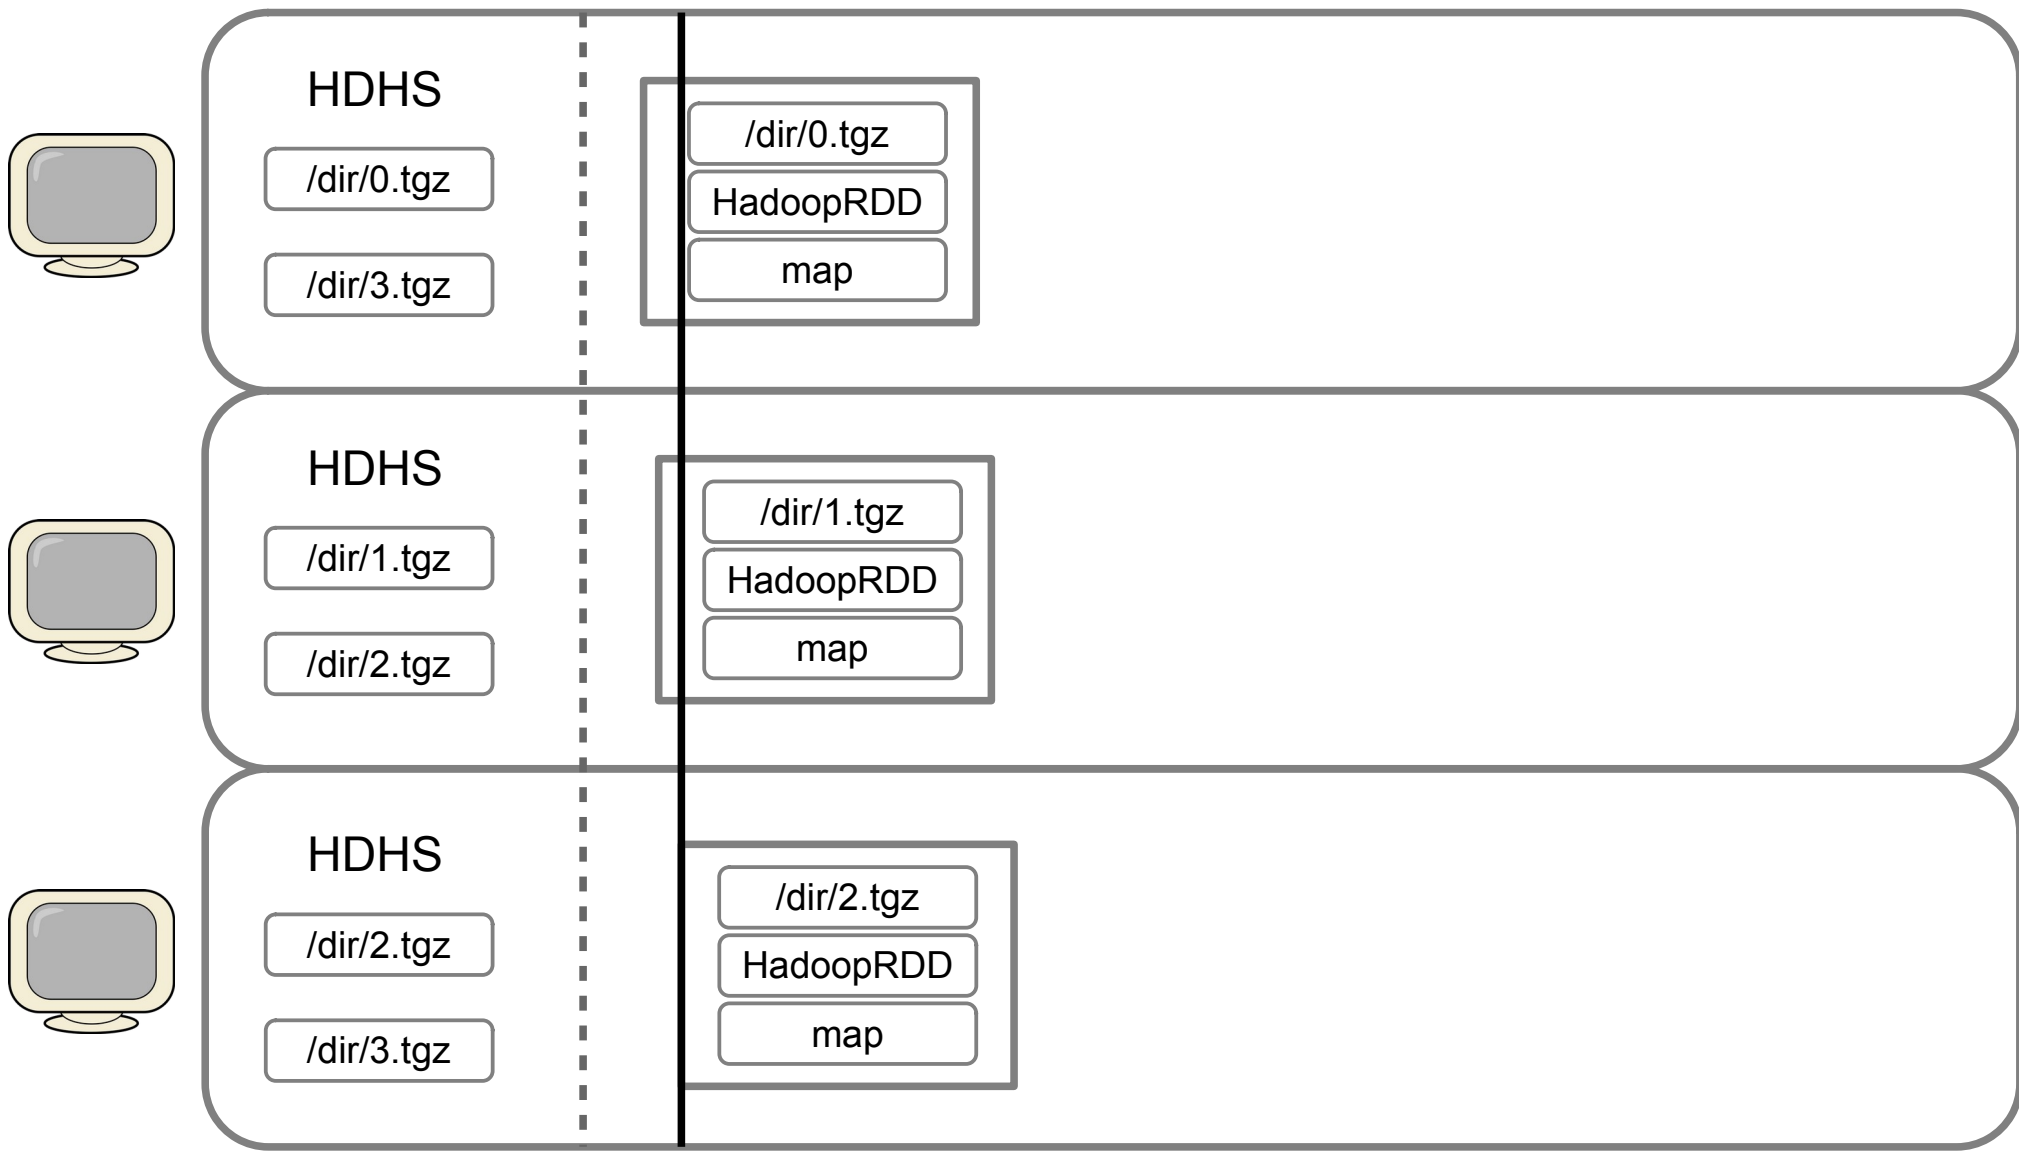 HDHS
/dir/0.tgz
/dir/3.tgz
/dir/0.tgz
HadoopRDD
map
HDHS
/dir/1.tgz
/dir/2.tgz
/dir/1.tgz
HadoopRDD
map
HDHS
/dir/2.tgz
/dir/3.tgz
/dir/2.tgz
HadoopRDD
map